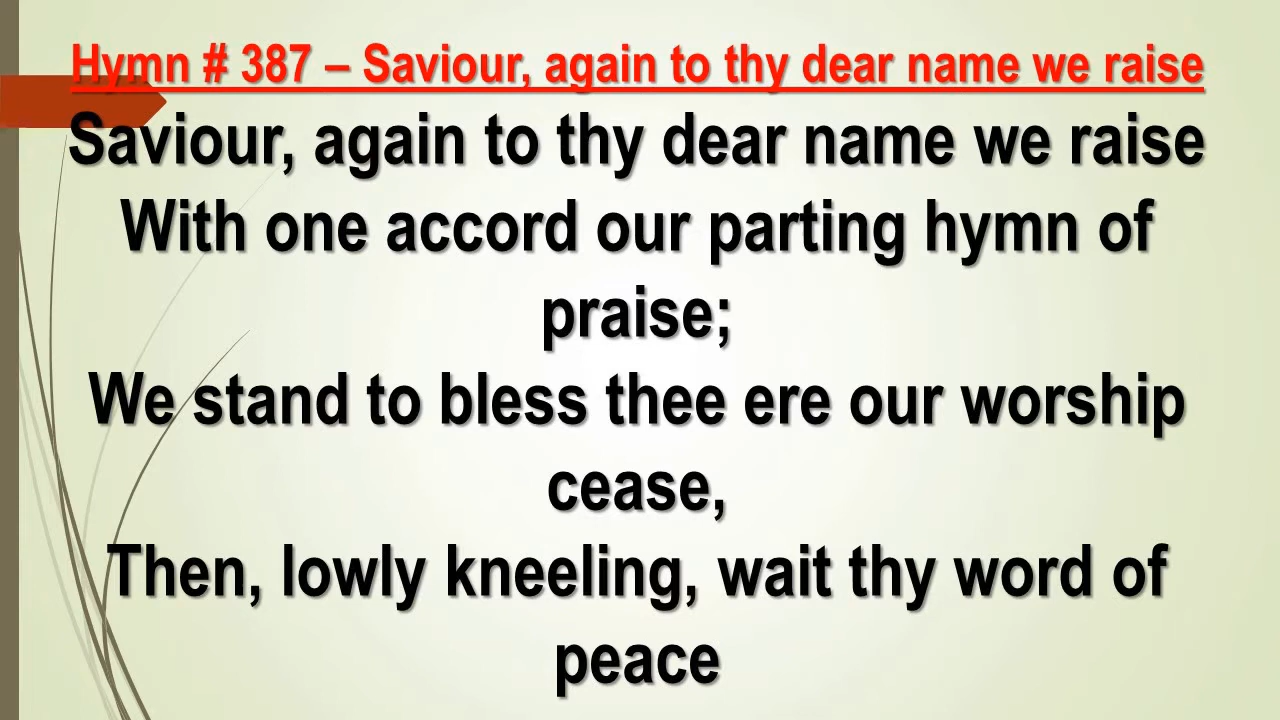 Hymn # 387 – Saviour, again to thy dear name we raise
Saviour, again to thy dear name we raise
With one accord our parting hymn of
praise;
We stand to bless thee ere our worship
cease,
Then, lowly kneeling, wait thy word of
peace